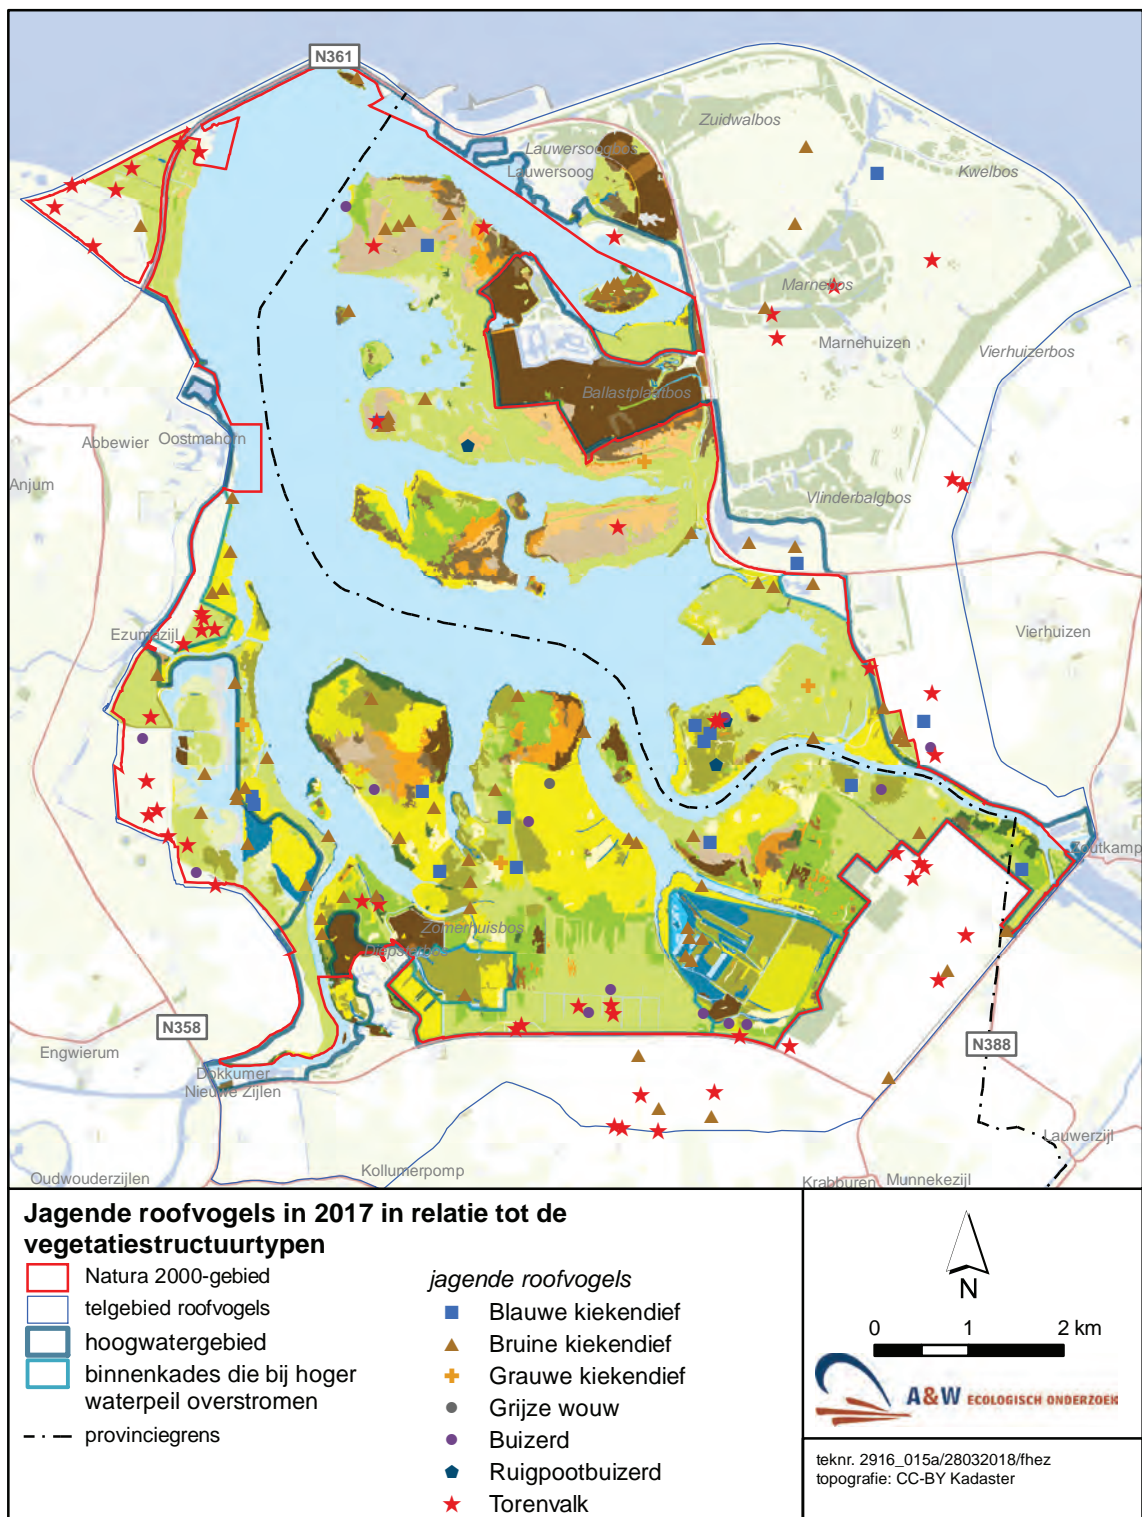 N361
Zuidwalbos
Lauwersoogbos
Lauwersoog
Kwelbos
Marnebos
Marnehuizen
Vierhuizerbos
Ballastplaatbos
Abbewier
Oostmahorn
Anjum
Vlinderbalgbos
Ezumazijl
Vierhuizen
Zoutkamp
Zomerhuisbos
Diepsterbos
N358
Engwierum
N388
Dokkumer
Nieuwe Zijlen
Lauwerzijl
Kollumerpomp
Oudwouderzijlen
Krabburen
Munnekezijl
Jagende roofvogels in 2017 in relatie tot de
vegetatiestructuurtypen
Natura 2000-gebied
telgebied roofvogels
hoogwatergebied
binnenkades die bij hoger
waterpeil overstromen
provinciegrens
jagende roofvogels
Blauwe kiekendief
Bruine kiekendief
Grauwe kiekendief
Grijze wouw
Buizerd
Ruigpootbuizerd
Torenvalk
N
0 1 2 km
A&W ECOLOGISCH ONDERZOEK
teknr. 2916_015a/28032018/fhez
topografie: CC-BY Kadaster